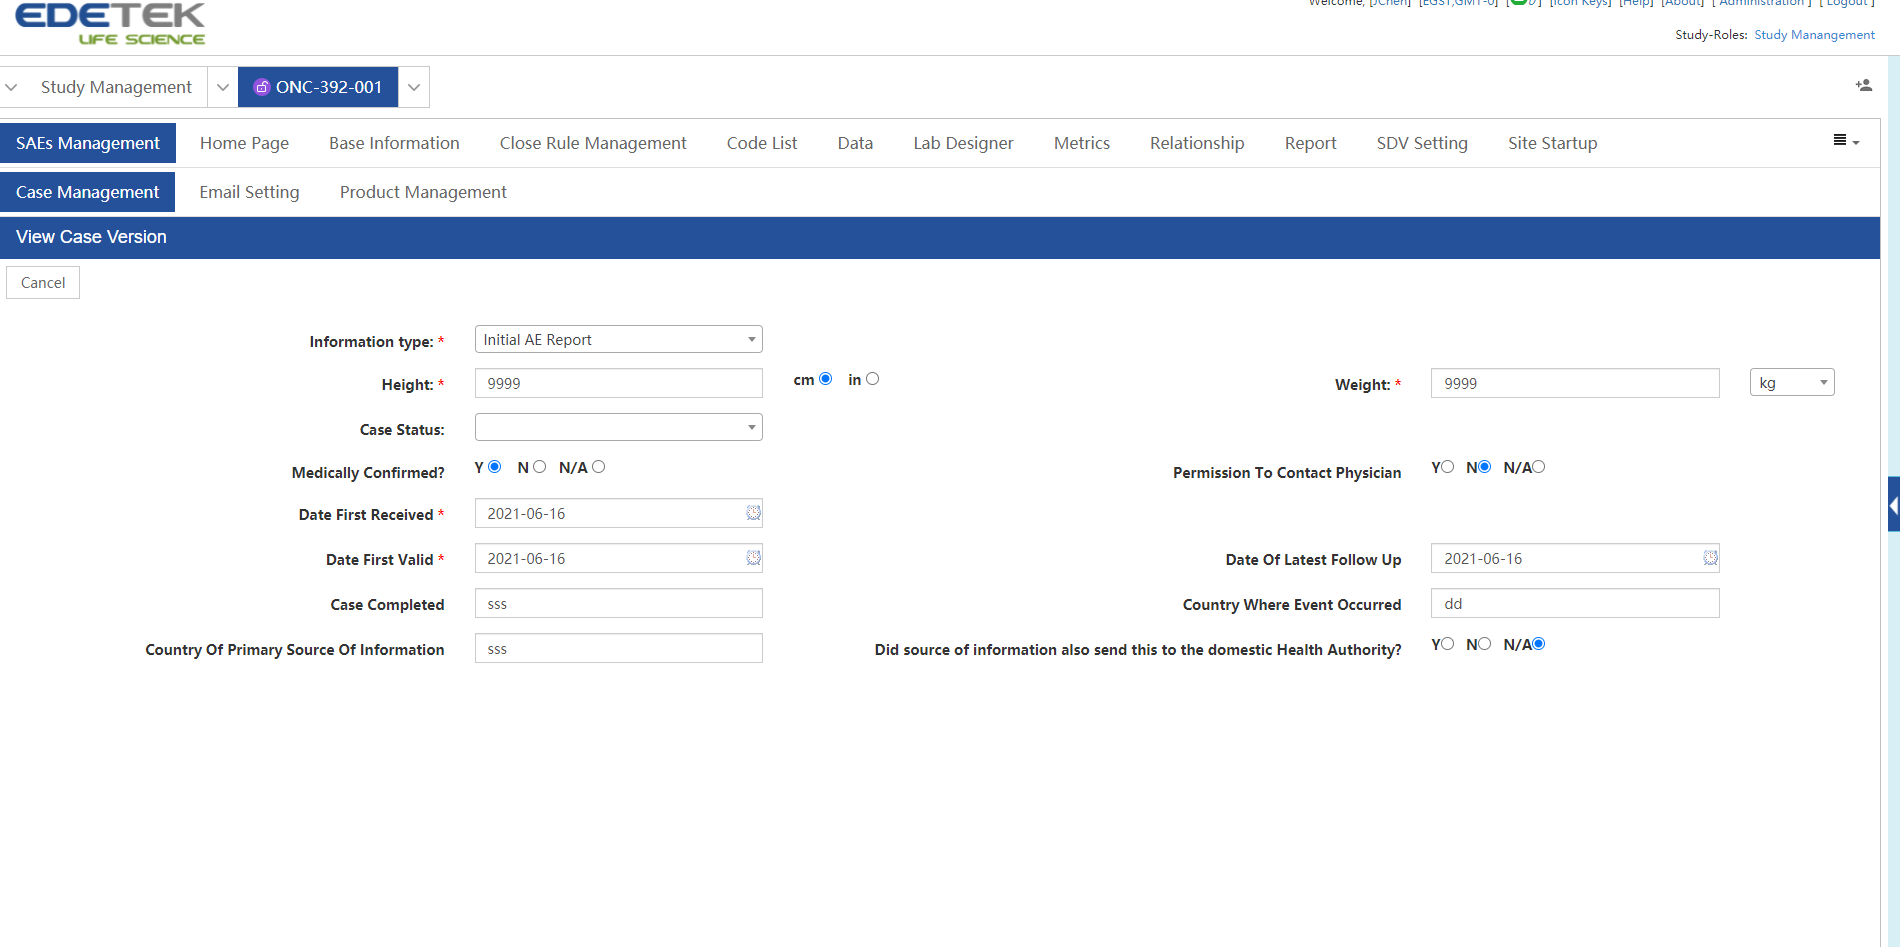 EDETEK
LIFE SCIENCE
Welcome, [JChen] [EGST,GMT-0] [Icon Keys] [Help] [About] [ Administration ] [ Logout ]
Study-Roles: Study Manangement
Study Management
ONC-392-001
SAEs Management Home Page Base Information Close Rule Management Code List Data Lab Designer Metrics Relationship Report SDV Setting Site Startup
Case Management Email Setting Product Management
View Case Version
Cancel
Information type: * Initial AE Report
Height: * 9999 cm in Weight: * 9999 kg
Case Status:
Medically Confirmed? Y N N/A Permission To Contact Physician Y N N/A
Date First Received * 2021-06-16
Date First Valid * 2021-06-16 Date Of Latest Follow Up 2021-06-16
Case Completed sss Country Where Event Occurred dd
Country Of Primary Source Of Information sss Did source of information also send this to the domestic Health Authority? Y N N/A